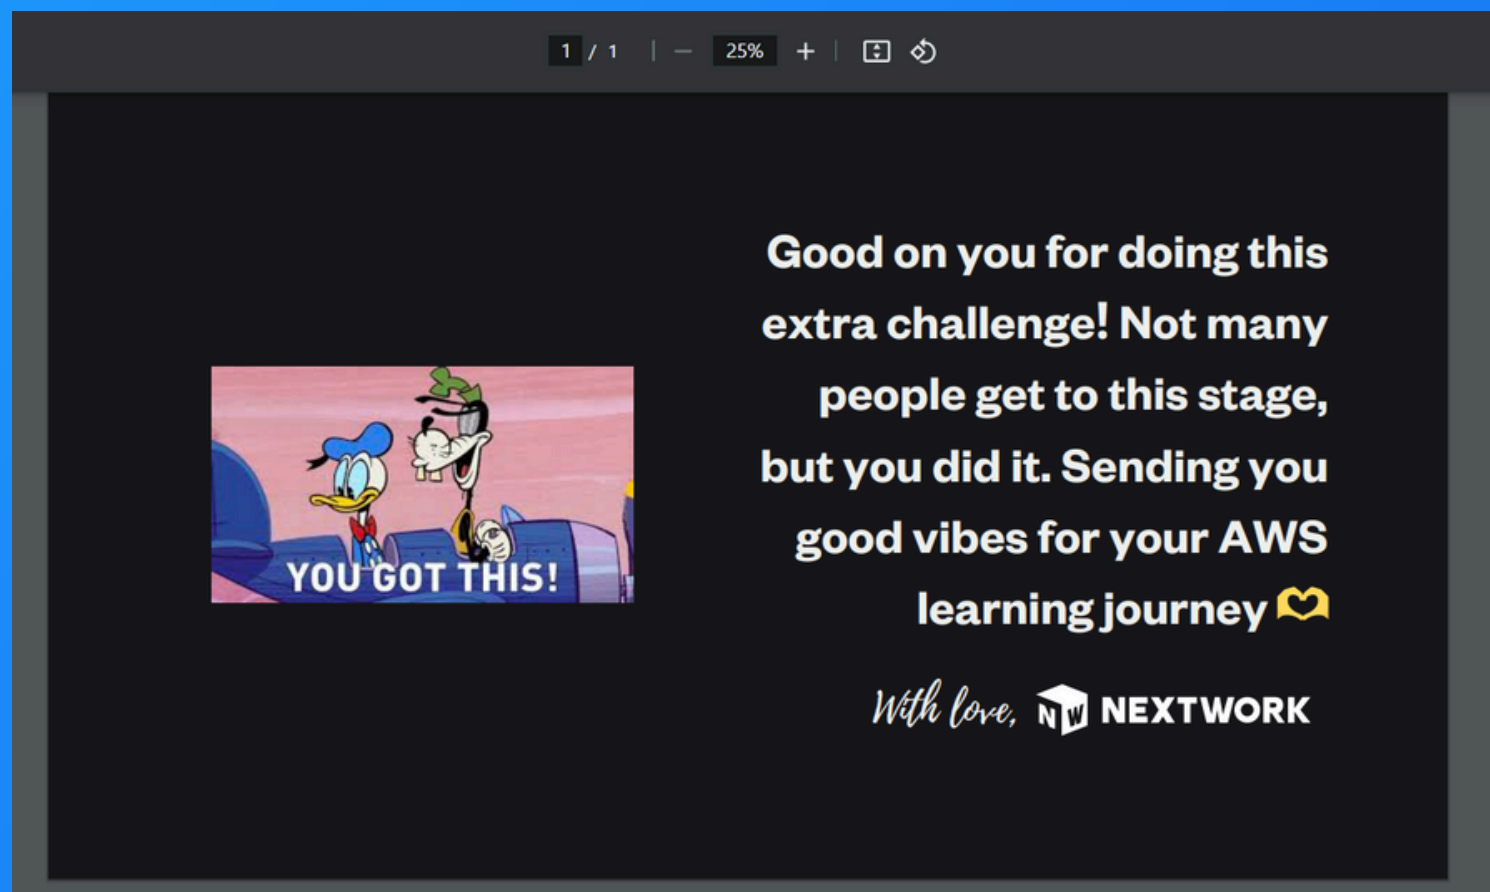 1 / 1 25%
Good on you for doing this
extra challenge! Not many
people get to this stage,
but you did it. Sending you
good vibes for your AWS
learning journey 🫶
YOU GOT THIS!
With love, NW NEXTWORK